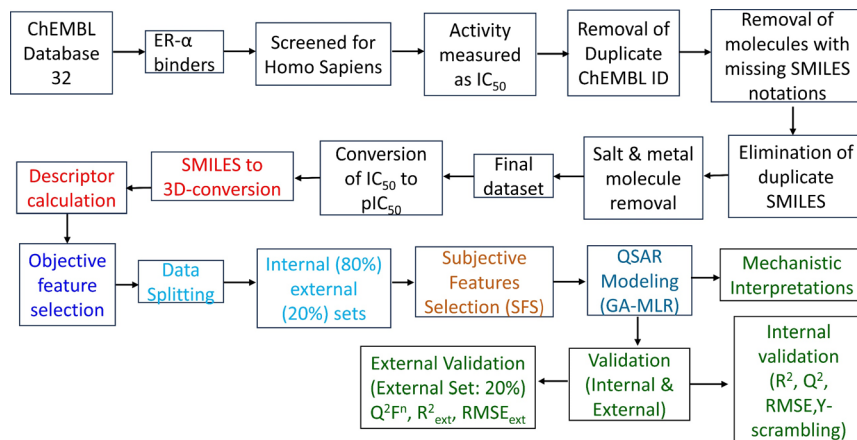 ChEMBL
Database
32
ER-α
binders
Screened for
Homo Sapiens
Activity
measured
as IC₅₀
Removal of
Duplicate
ChEMBL ID
Removal of
molecules with
missing SMILES
notations
Elimination of
duplicate
SMILES
Salt & metal
molecule
removal
Final
dataset
Conversion
of IC₅₀ to
pIC₅₀
SMILES to
3D-conversion
Descriptor
calculation
Objective
feature
selection
Data
Splitting
Internal (80%)
external
(20%) sets
Subjective
Features
Selection (SFS)
QSAR
Modeling
(GA-MLR)
Mechanistic
Interpretations
Validation
(Internal &
External)
External Validation
(External Set: 20%)
Q²Fⁿ, R²ₑₓₜ, RMSEₑₓₜ
Internal
validation
(R², Q²,
RMSE,Y-
scrambling)